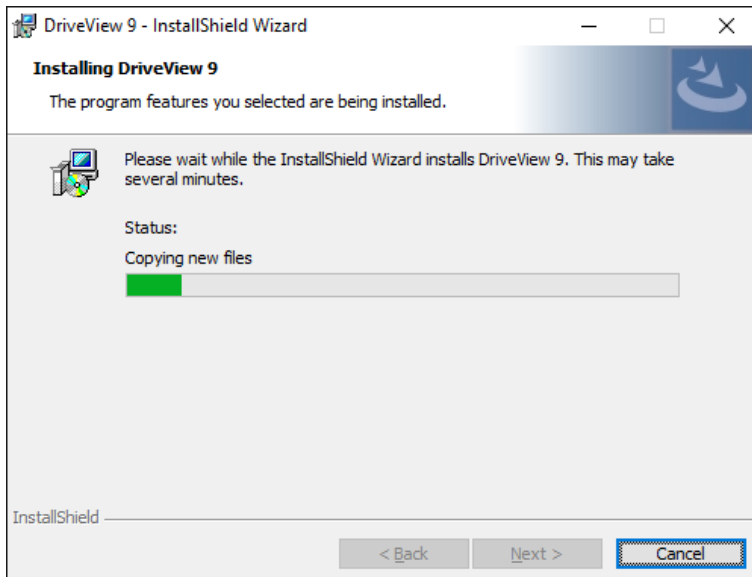 DriveView 9 - InstallShield Wizard
Installing DriveView 9
The program features you selected are being installed.
Please wait while the InstallShield Wizard installs DriveView 9. This may take
several minutes.
Status:
Copying new files
InstallShield
< Back
Next >
Cancel